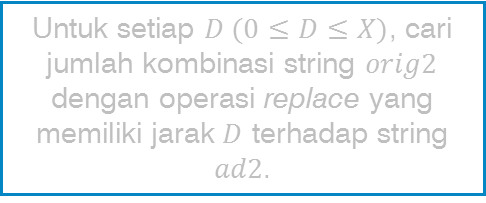 Untuk setiap D (0 ≤ D ≤ X), cari
jumlah kombinasi string orig2
dengan operasi replace yang
memiliki jarak D terhadap string
ad2.